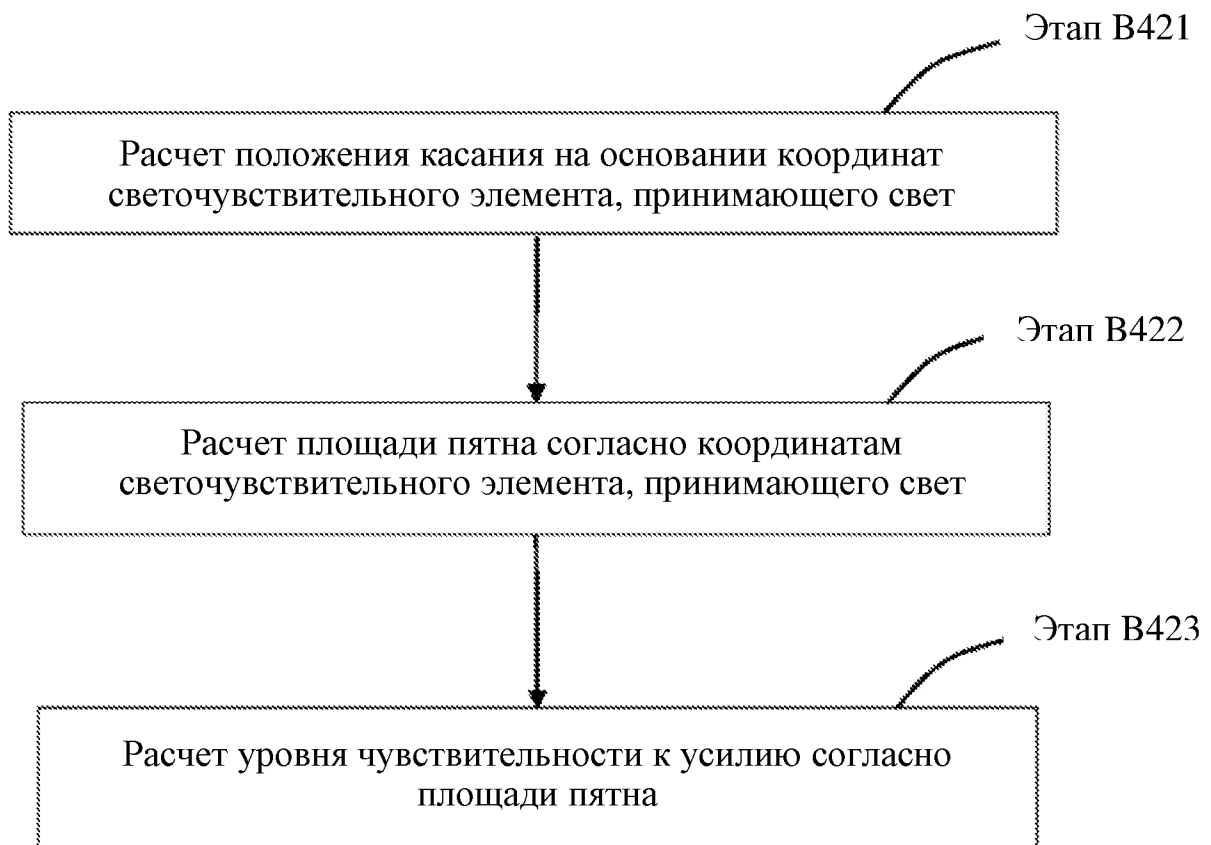 Этап B421
Расчет положения касания на основании координат
светочувствительного элемента, принимающего свет
Этап B422
Расчет площади пятна согласно координатам
светочувствительного элемента, принимающего свет
Этап B423
Расчет уровня чувствительности к усилию согласно
площади пятна